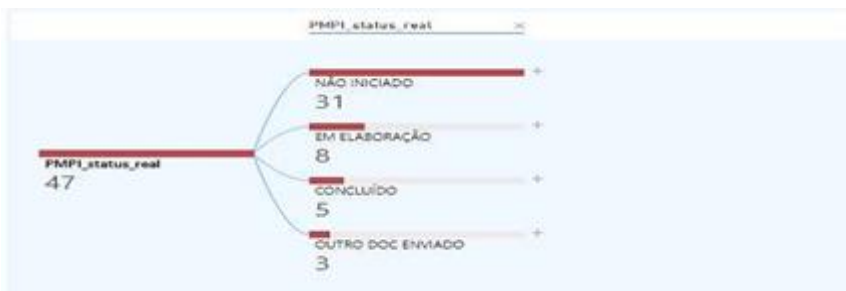 PMPI_status_real ×
NÃO INICIADO
31
EM ELABORAÇÃO
8
PMPI_status_real
47
CONCLUÍDO
5
OUTRO DOC ENVIADO
3